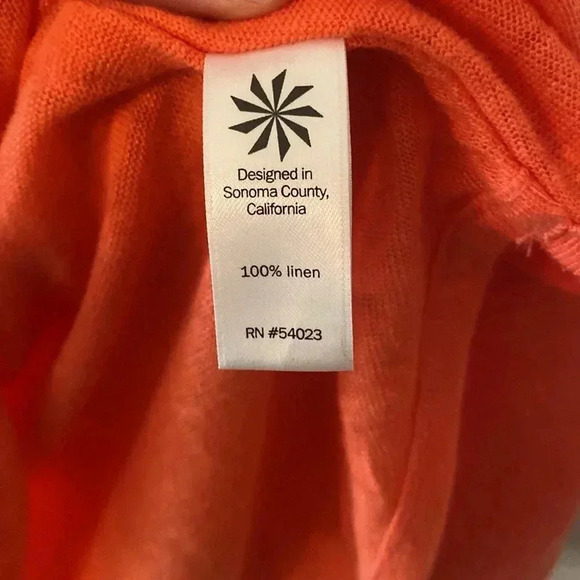 Designed in
Sonoma County,
California
100% linen
RN #54023